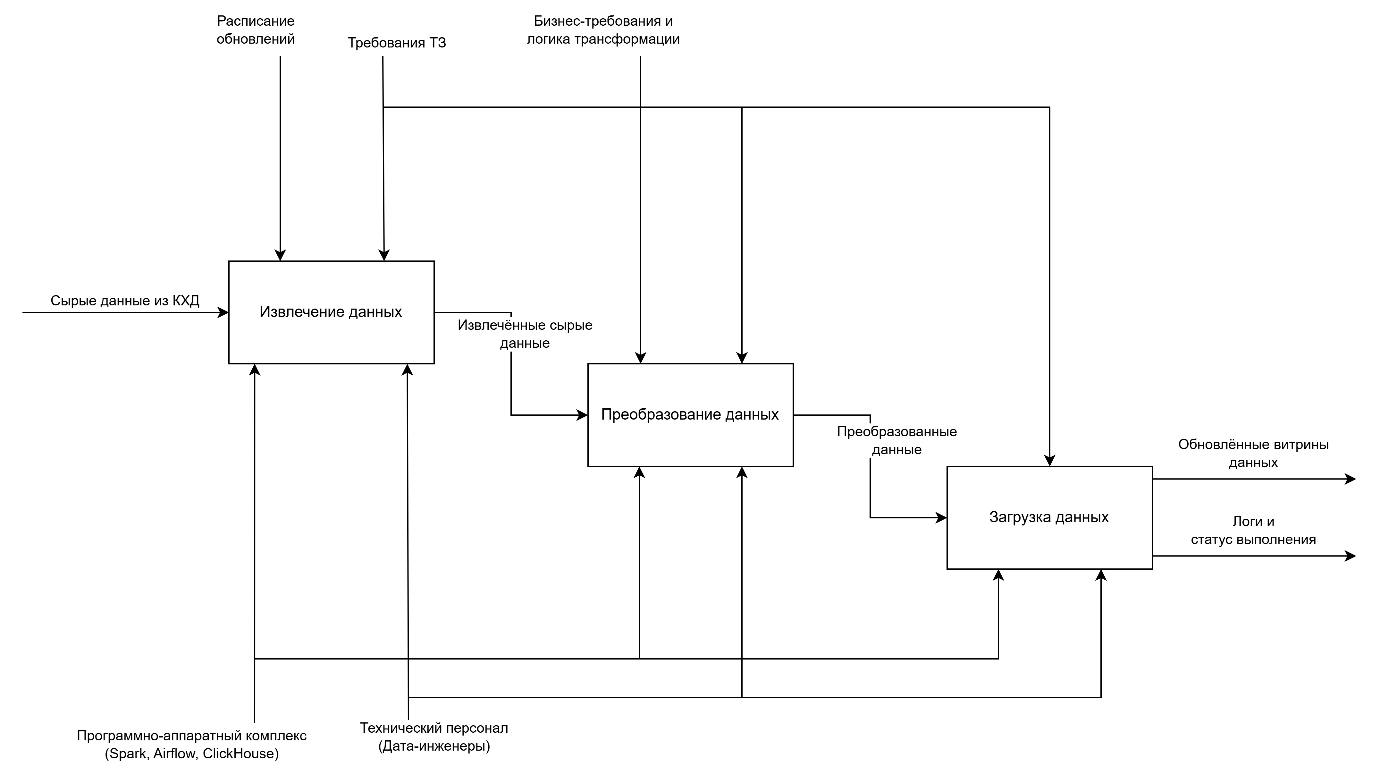 Расписание
обновлений
Требования ТЗ
Бизнес-требования и
логика трансформации
Сырые данные из КХД
Извлечение данных
Извлечённые сырые
данные
Преобразование данных
Преобразованные
данные
Обновлённые витрины
данных
Загрузка данных
Логи и
статус выполнения
Программно-аппаратный комплекс
(Spark, Airflow, ClickHouse)
Технический персонал
(Дата-инженеры)